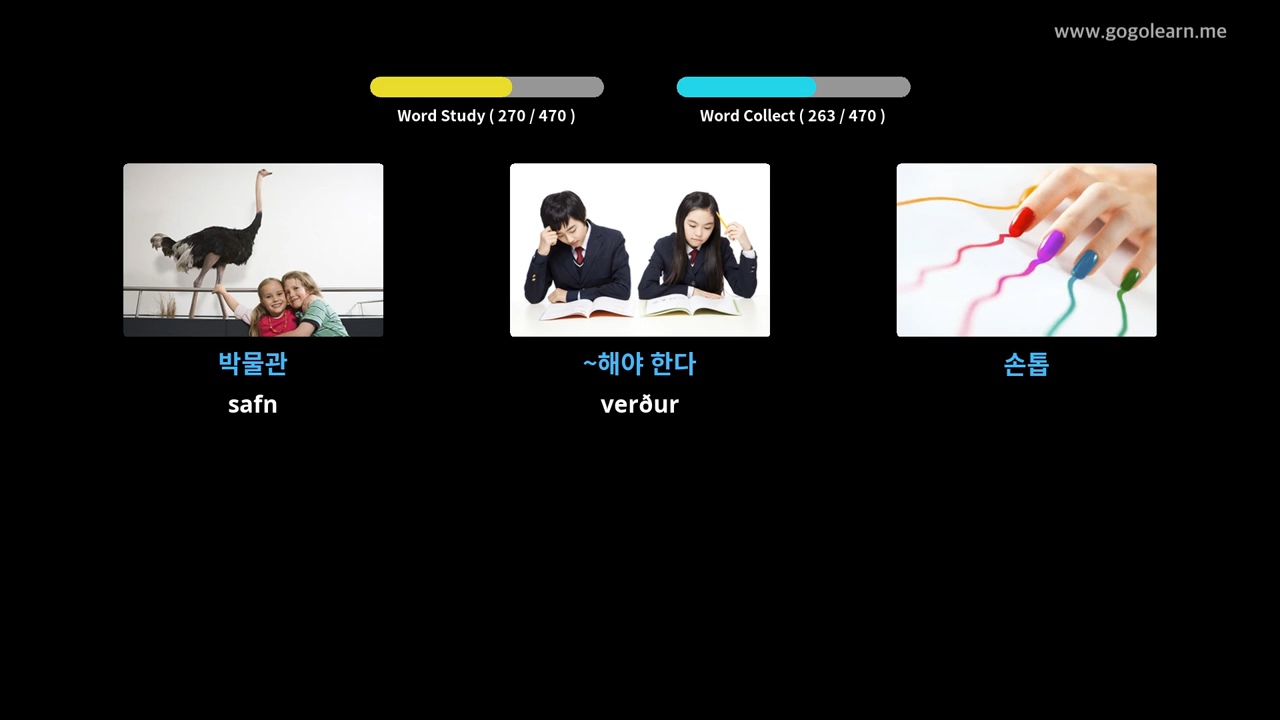 www.gogolearn.me
Word Study ( 270 / 470 )
Word Collect ( 263 / 470 )
박물관
~해야 한다
손톱
safn
verður